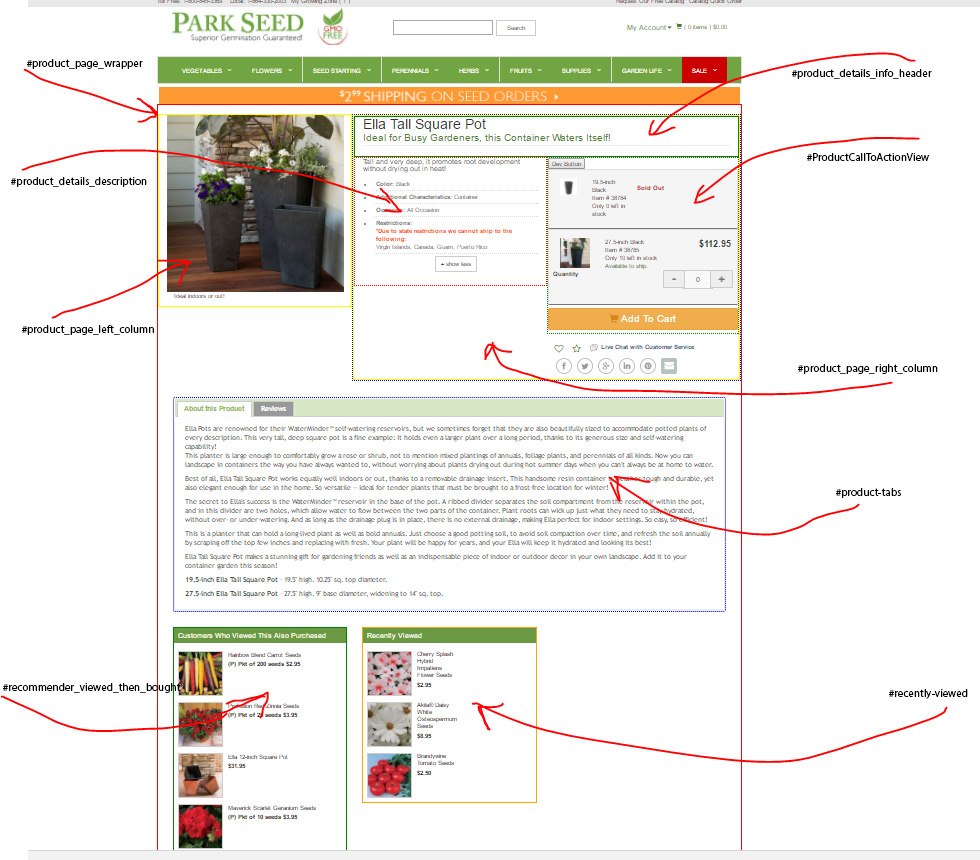 Toll Free: 1-800-845-3369 Local: 1-864-330-2003 My Growing Zone ( 7 )
Request Our Free Catalog Catalog Quick Order
PARK SEED
Superior Germination Guaranteed!
GMO
FREE
Search
My Account
( 0 items ) $0.00
VEGETABLES FLOWERS SEED STARTING PERENNIALS HERBS FRUITS SUPPLIES GARDEN LIFE SALE
$2.99 SHIPPING ON SEED ORDERS
#product_page_wrapper
#product_details_info_header
#product_details_description
#ProductCallToActionView
#product_page_left_column
#product_page_right_column
#product-tabs
#recommender_viewed_then_bought
#recently-viewed
Ideal indoors or out!
Ella Tall Square Pot
Ideal for Busy Gardeners, this Container Waters Itself!
Tall and very deep, it promotes root development
without drying out in heat!
Color: Black
Additional Characteristics: Container
All Occasion
Restrictions:
*Due to state restrictions we cannot ship to the
following:
Virgin Islands, Canada, Guam, Puerto Rico
+ show less
Dev Button
19.5-inch
Black
Item # 38784
Only 0 left in
stock
Sold Out
27.5-inch Black
Item # 38785
Only 10 left in stock
Available to ship.
$112.95
Quantity
- 0 +
Add To Cart
Live Chat with Customer Service
About this Product Reviews
Ella Pots are renowned for their WaterMinder™ self-watering reservoirs, but we sometimes forget that they are also beautifully sized to accommodate potted plants of
every description. This very tall, deep square pot is a fine example: It holds even a larger plant over a long period, thanks to its generous size and self-watering
capability!
This planter is large enough to comfortably grow a rose or shrub, not to mention mixed plantings of annuals, foliage plants, and perennials of all kinds. Now you can
landscape in containers the way you have always wanted to, without worrying about plants drying out during hot summer days when you can't always be at home to water.
Best of all, Ella Tall Square Pot works equally well indoors or out, thanks to a removable drainage insert. This handsome resin container is weather-tough and durable, yet
also elegant enough for use in the home. So versatile -- ideal for tender plants that must be brought to a frost-free location for winter!
The secret to Ella's success is the WaterMinder™ reservoir in the base of the pot. A ribbed divider separates the soil compartment from the reservoir within the pot,
and in this divider are two holes, which allow water to flow between the two parts of the container. Plant roots can wick up just what they need to stay hydrated,
without over- or under watering. And as long as the drainage plug is in place, there is no external drainage, making Ella perfect for indoor settings. So easy, so efficient!
This is a planter that can hold a long-lived plant as well as bold annuals. Just choose a good potting soil, to avoid soil compaction over time, and refresh the soil annually
by scraping off the top few inches and replacing with fresh. Your plant will be happy for years, and your Ella will keep it hydrated and looking its best!
Ella Tall Square Pot makes a stunning gift for gardening friends as well as an indispensable piece of indoor or outdoor decor in your own landscape. Add it to your
container garden this season!
19.5-inch Ella Tall Square Pot - 19.5" high. 10.25" sq. top diameter.
27.5-inch Ella Tall Square Pot - 27.5" high. 9" base diameter, widening to 14" sq. top.
Customers Who Viewed This Also Purchased
Rainbow Blend Carrot Seeds
(P) Pkt of 200 seeds $2.95
Red Zinnia Seeds
(P) Pkt of seeds $3.95
Ella 12-inch Square Pot
$31.95
Maverick Scarlet Geranium Seeds
(P) Pkt of 10 seeds $3.95
Recently Viewed
Cherry Splash
Hybrid
Impatiens
Flower Seeds
$2.95
Akila® Daisy
White
Osteospermum
Seeds
$8.95
Brandywine
Tomato Seeds
$2.50